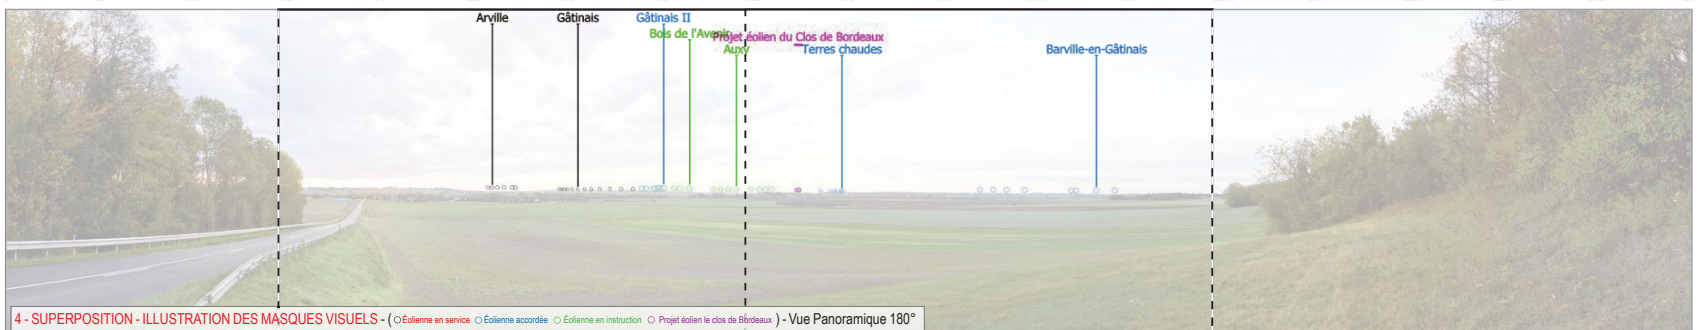 Arville Gâtinais Gâtinais II
Bois de l'Avenir
Projet éolien du Clos de Bordeaux
Auxy Terres chaudes Barville-en-Gâtinais
4 - SUPERPOSITION - ILLUSTRATION DES MASQUES VISUELS - ( Éolienne en service Éolienne accordée Éolienne en instruction Projet éolien le clos de Bordeaux ) - Vue Panoramique 180°